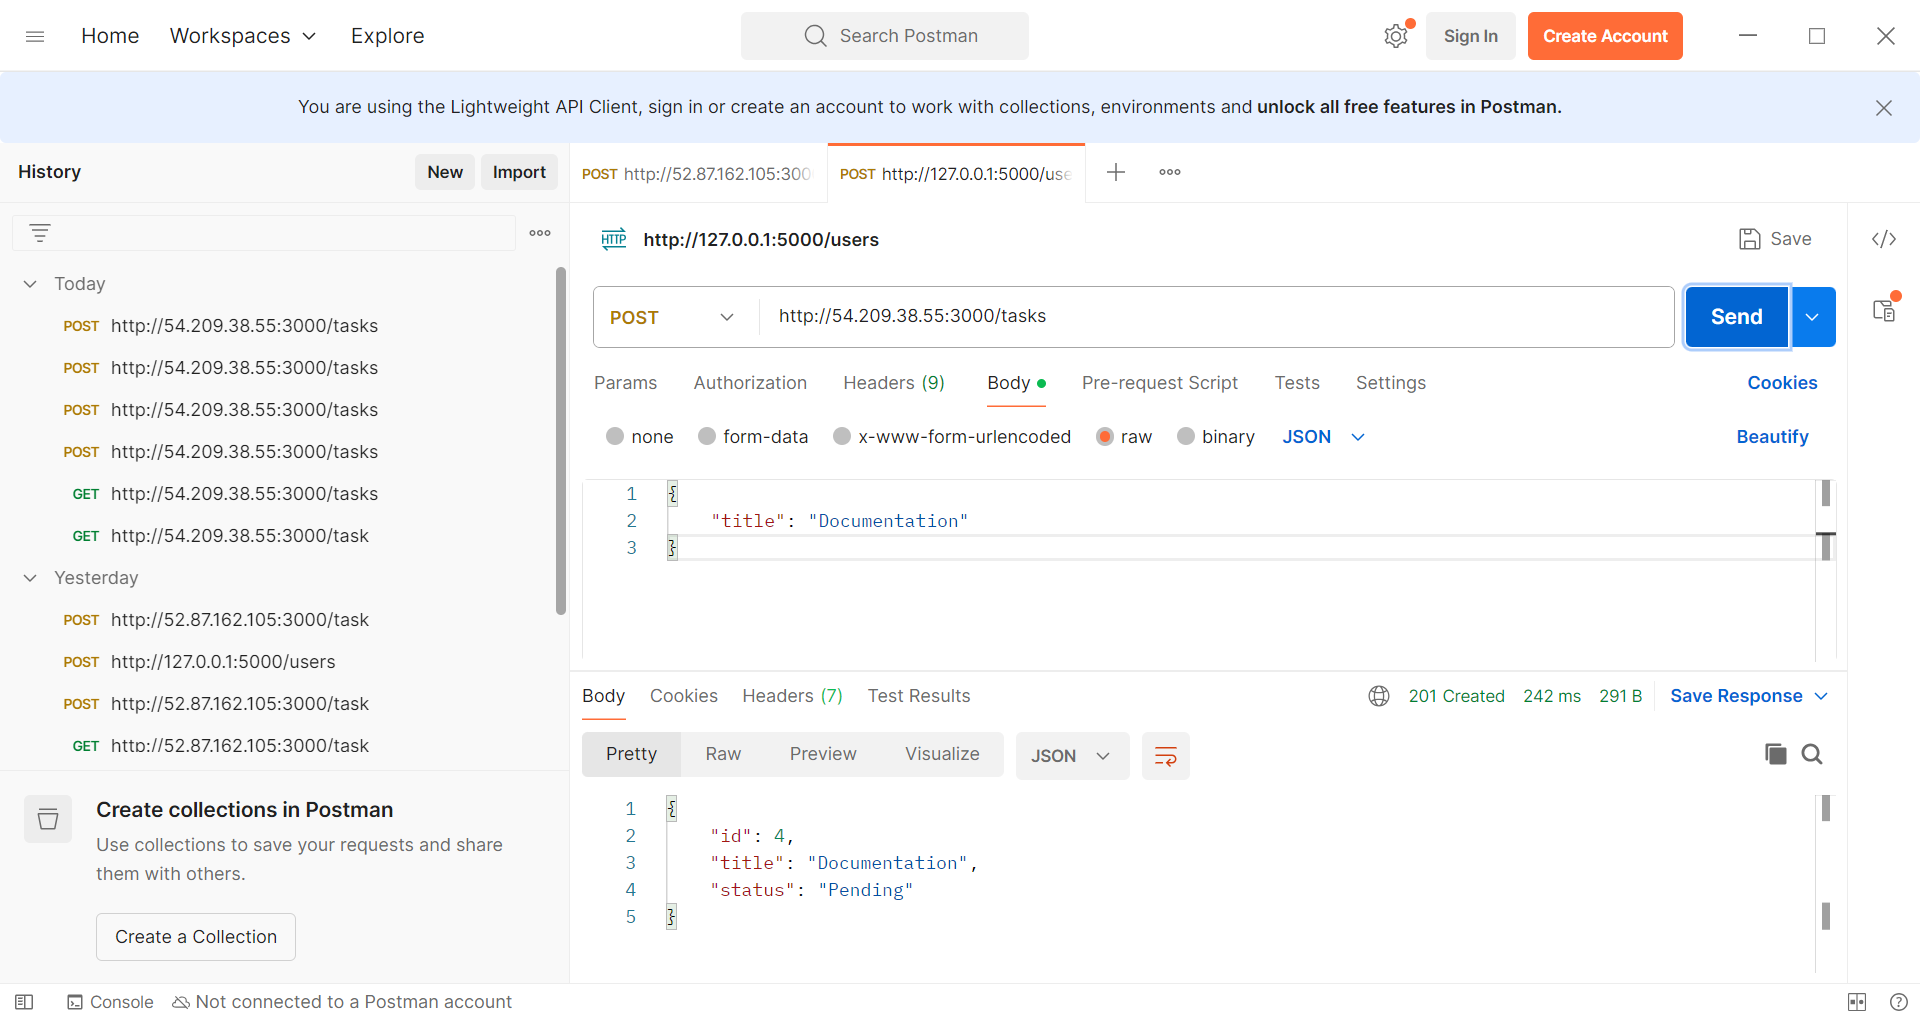 Home Workspaces Explore Search Postman Sign In Create Account
You are using the Lightweight API Client, sign in or create an account to work with collections, environments and unlock all free features in Postman.
History New Import
Today
POST http://54.209.38.55:3000/tasks
POST http://54.209.38.55:3000/tasks
POST http://54.209.38.55:3000/tasks
POST http://54.209.38.55:3000/tasks
GET http://54.209.38.55:3000/tasks
GET http://54.209.38.55:3000/task
Yesterday
POST http://52.87.162.105:3000/task
POST http://127.0.0.1:5000/users
POST http://52.87.162.105:3000/task
GET http://52.87.162.105:3000/task
Create collections in Postman
Use collections to save your requests and share
them with others.
Create a Collection
POST http://52.87.162.105:300 POST http://127.0.0.1:5000/use
HTTP http://127.0.0.1:5000/users Save
POST http://54.209.38.55:3000/tasks Send
Params Authorization Headers (9) Body Pre-request Script Tests Settings Cookies
none form-data x-www-form-urlencoded raw binary JSON Beautify
1 {
2 "title": "Documentation"
3 }
Body Cookies Headers (7) Test Results 201 Created 242 ms 291 B Save Response
Pretty Raw Preview Visualize JSON
1 {
2 "id": 4,
3 "title": "Documentation",
4 "status": "Pending"
5 }
Console Not connected to a Postman account